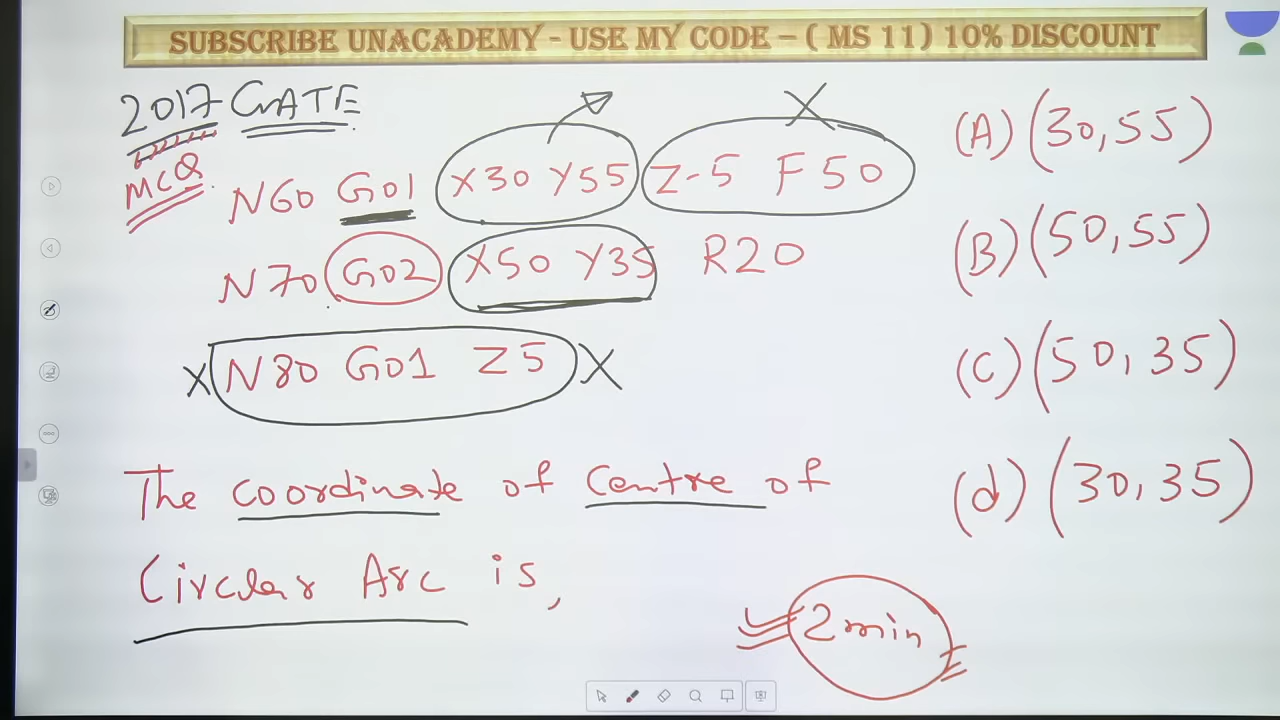 SUBSCRIBE UNACADEMY - USE MY CODE - ( MS 11) 10% DISCOUNT
2017 GATE
MCQ
N60 G01 X30 Y55 Z-5 F50
N70 G02 X50 Y35 R20
N80 G01 Z5
The coordinate of Centre of
Circular Arc is,
(A) (30,55)
(B) (50,55)
(C) (50,35)
(d) (30,35)
2 min